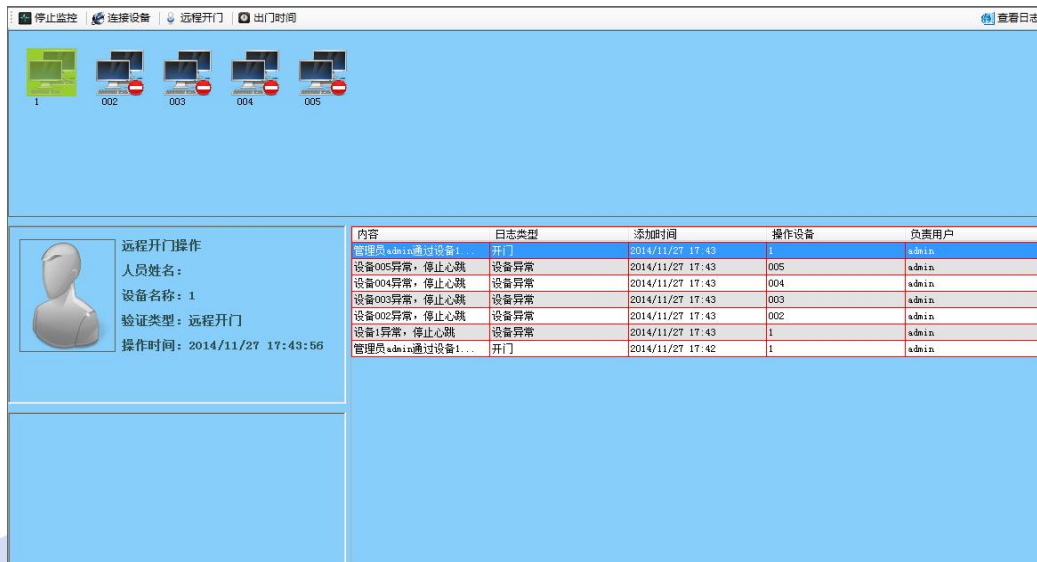 停止监控 连接设备 远程开门 出门时间 查看日志
1 002 003 004 005
远程开门操作
人员姓名：
设备名称：1
验证类型：远程开门
操作时间：2014/11/27 17:43:56
内容 日志类型 添加时间 操作设备 负责用户
管理员admin通过设备1... 开门 2014/11/27 17:43 1 admin
设备005异常，停止心跳 设备异常 2014/11/27 17:43 005 admin
设备004异常，停止心跳 设备异常 2014/11/27 17:43 004 admin
设备003异常，停止心跳 设备异常 2014/11/27 17:43 003 admin
设备002异常，停止心跳 设备异常 2014/11/27 17:43 002 admin
设备1异常，停止心跳 设备异常 2014/11/27 17:43 1 admin
管理员admin通过设备1... 开门 2014/11/27 17:42 1 admin